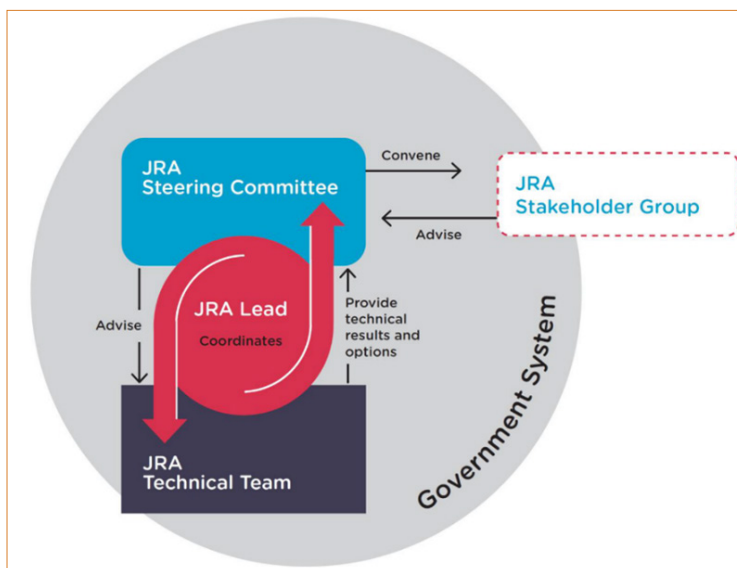 JRA
Steering Committee
Convene
JRA
Stakeholder Group
Advise
JRA Lead
Coordinates
Advise
Provide
technical
results and
options
JRA
Technical Team
Government System